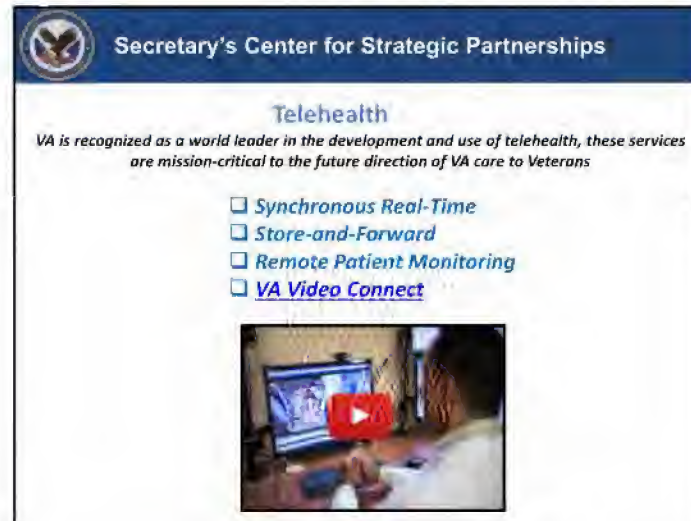 Secretary's Center for Strategic Partnerships
Telehealth
VA is recognized as a world leader in the development and use of telehealth, these services
are mission-critical to the future direction of VA care to Veterans
❑ Synchronous Real-Time
❑ Store-and-Forward
❑ Remote Patient Monitoring
❑ VA Video Connect